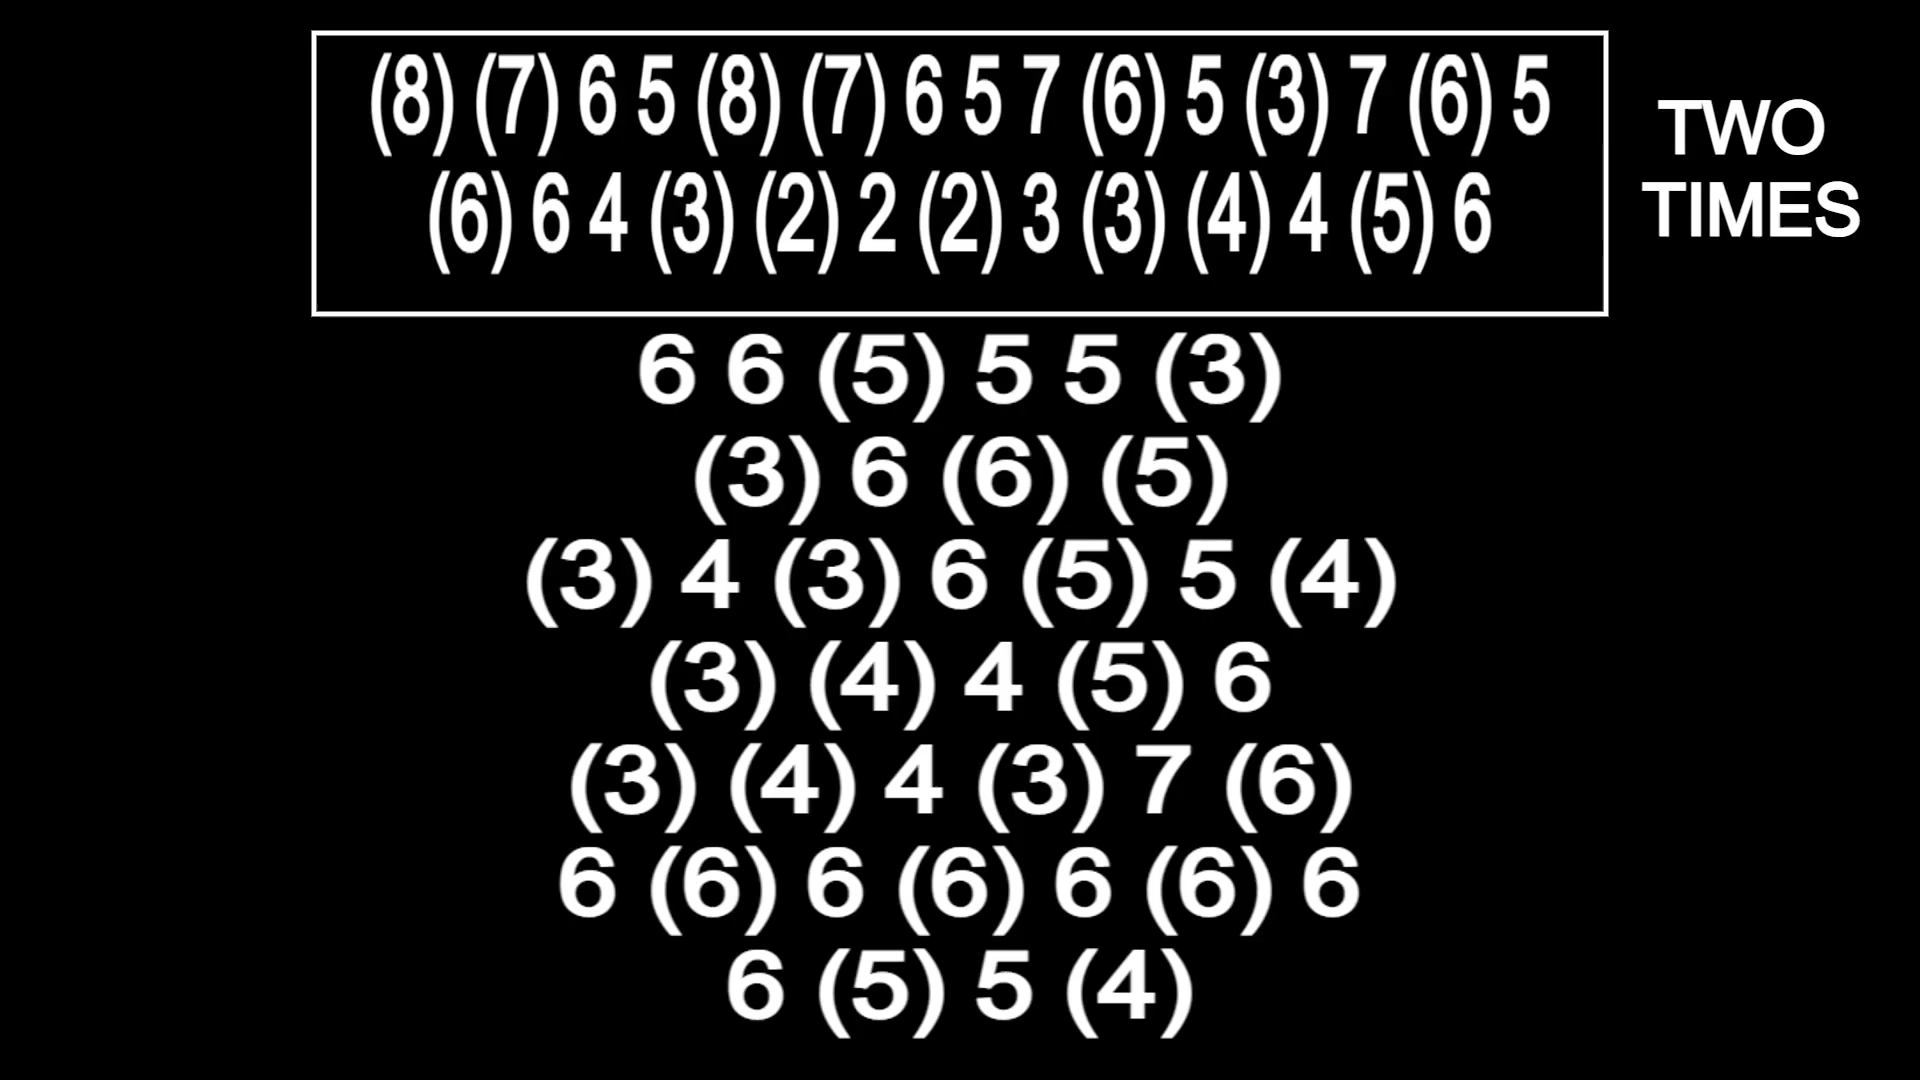 (8) (7) 6 5 (8) (7) 6 5 7 (6) 5 (3) 7 (6) 5
(6) 6 4 (3) (2) 2 (2) 3 (3) (4) 4 (5) 6
TWO
TIMES
6 6 (5) 5 5 (3)
(3) 6 (6) (5)
(3) 4 (3) 6 (5) 5 (4)
(3) (4) 4 (5) 6
(3) (4) 4 (3) 7 (6)
6 (6) 6 (6) 6 (6) 6
6 (5) 5 (4)